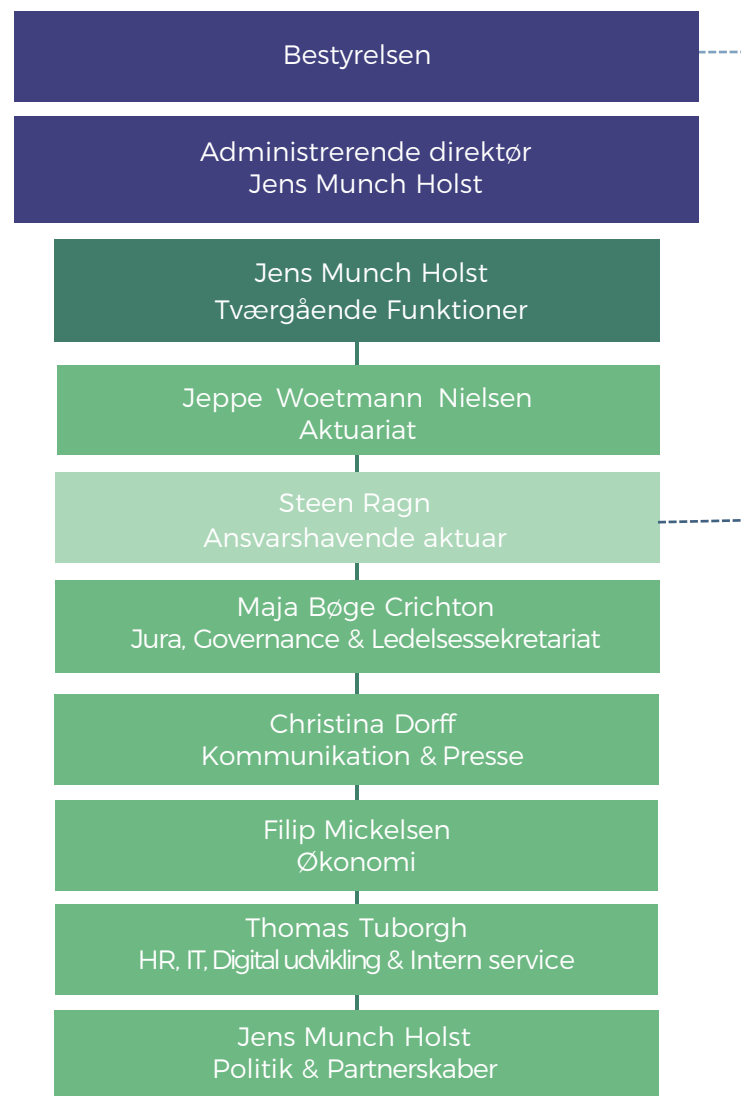 Bestyrelsen
Administrerende direktør
Jens Munch Holst
Jens Munch Holst
Tværgående Funktioner
Jeppe Woetmann Nielsen
Aktuariat
Steen Ragn
Ansvarshavende aktuar
Maja Bøge Crichton
Jura, Governance & Ledelsessekretariat
Christina Dorff
Kommunikation & Presse
Filip Mickelsen
Økonomi
Thomas Tuborgh
HR, IT, Digital udvikling & Intern service
Jens Munch Holst
Politik & Partnerskaber